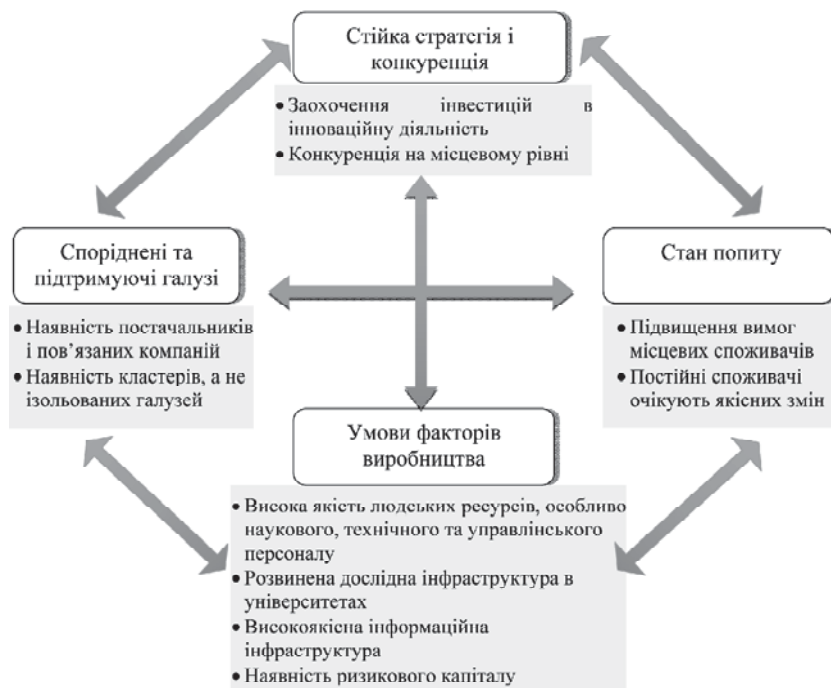 Стійка стратегія і
конкуренція
• Заохочення інвестицій в
інноваційну діяльність
• Конкуренція на місцевому рівні
Споріднені та
підтримуючі галузі
• Наявність постачальників
і пов’язаних компаній
• Наявність кластерів, а не
ізольованих галузей
Стан попиту
• Підвищення вимог
місцевих споживачів
• Постійні споживачі
очікують якісних змін
Умови факторів
виробництва
• Висока якість людських ресурсів, особливо
наукового, технічного та управлінського
персоналу
• Розвинена дослідна інфраструктура в
університетах
• Високоякісна інформаційна
інфраструктура
• Наявність ризикового капіталу